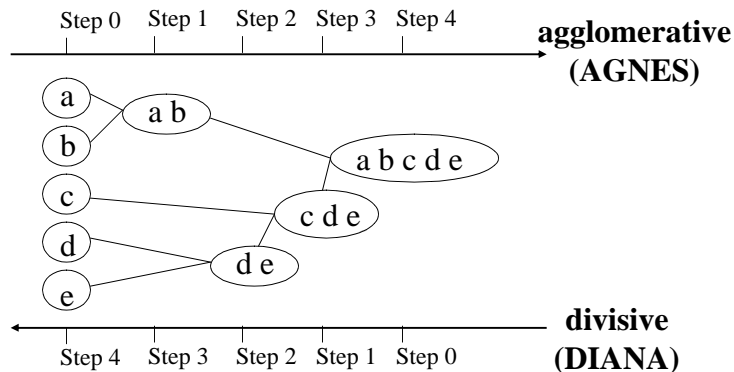 Step 0 Step 1 Step 2 Step 3 Step 4
agglomerative
(AGNES)
a
a b
b
a b c d e
c
c d e
d
d e
e
divisive
(DIANA)
Step 4 Step 3 Step 2 Step 1 Step 0